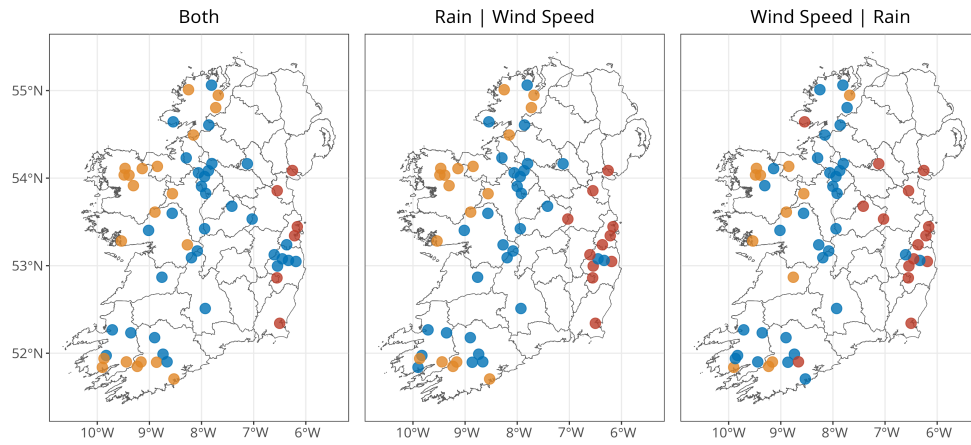 Both
Rain | Wind Speed
Wind Speed | Rain
55°N
54°N
53°N
52°N
10°W 9°W 8°W 7°W 6°W 10°W 9°W 8°W 7°W 6°W 10°W 9°W 8°W 7°W 6°W